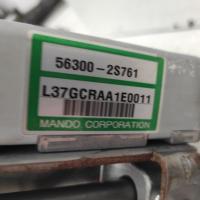 56300-2S761
L37GCRAA1E0011
MANDO CORPORATION